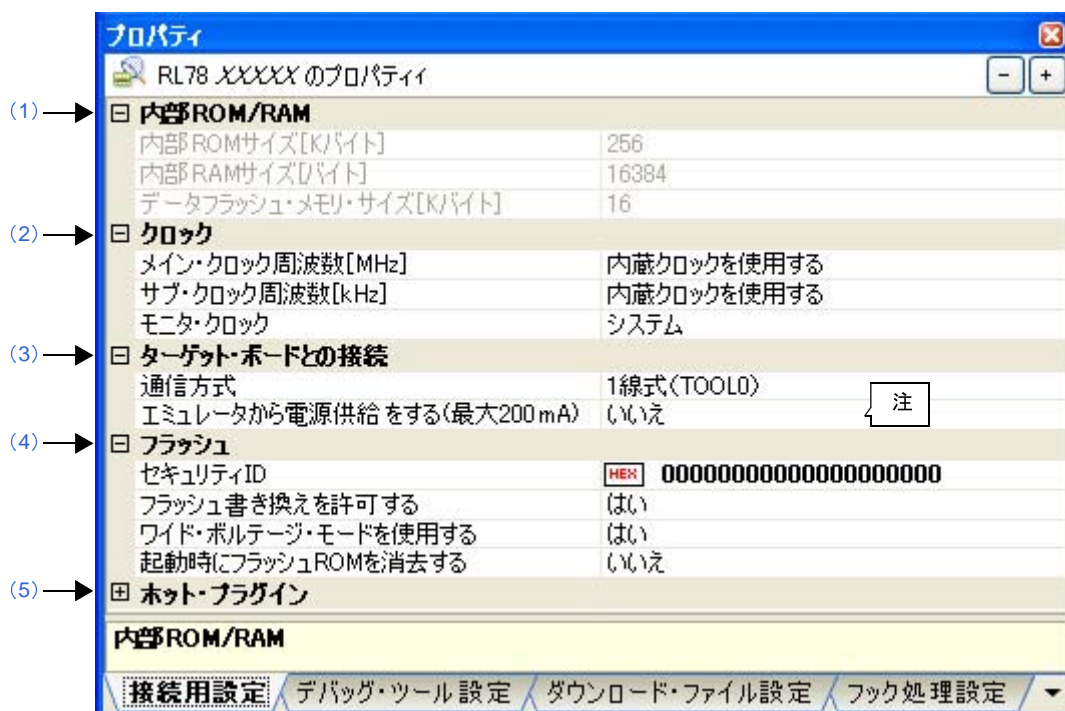 プロパティ
RL78 XXXXX のプロパティ
- +
(1) 内部ROM/RAM
内部ROMサイズ[Kバイト] 256
内部RAMサイズ[バイト] 16384
データフラッシュ・メモリ・サイズ[Kバイト] 16
(2) クロック
メイン・クロック周波数[MHz] 内蔵クロックを使用する
サブ・クロック周波数[kHz] 内蔵クロックを使用する
モニタ・クロック システム
(3) ターゲット・ボードとの接続
通信方式 1線式(TOOL0)
エミュレータから電源供給をする(最大200mA) いいえ 注
(4) フラッシュ
セキュリティID HEX 00000000000000000000
フラッシュ書き換えを許可する はい
ワイド・ボルテージ・モードを使用する はい
起動時にフラッシュROMを消去する いいえ
(5) ホット・プラグイン
内部ROM/RAM
接続用設定 デバッグ・ツール設定 ダウンロード・ファイル設定 フック処理設定